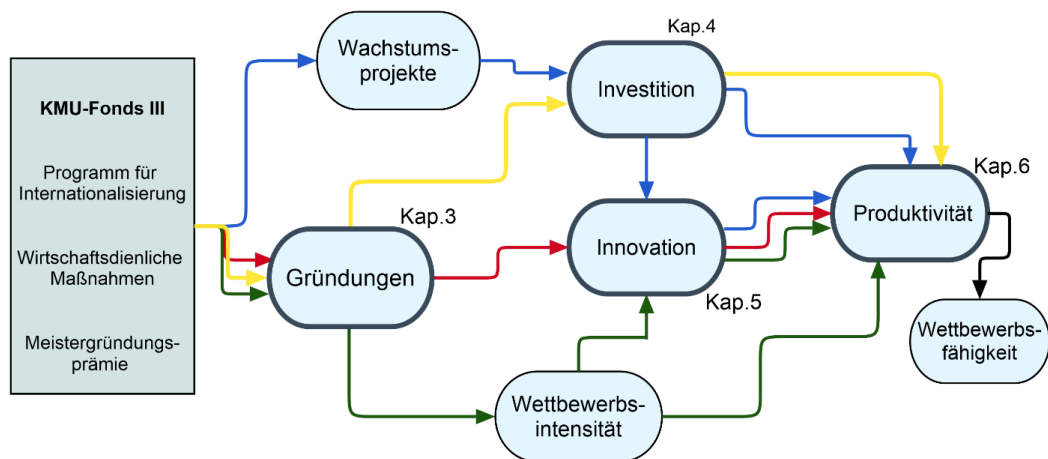 KMU-Fonds III
Programm für
Internationalisierung
Wirtschaftsdienliche
Maßnahmen
Meistergründungs-
prämie
Wachstums-
projekte
Kap.4
Investition
Kap.3
Gründungen
Innovation
Kap.5
Kap.6
Produktivität
Wettbewerbs-
intensität
Wettbewerbs-
fähigkeit